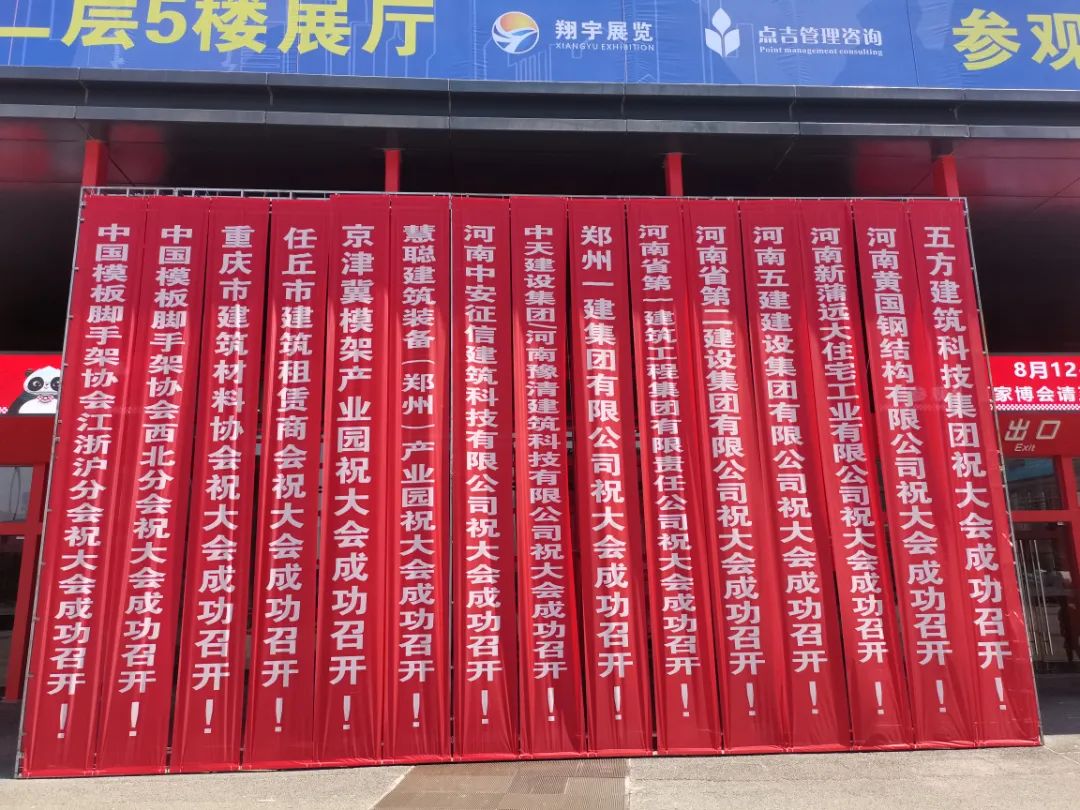 二层5楼展厅
翔宇展览
XIANGYU EXHIBITION
点吉管理咨询
Point management consulting
参观
中国模板脚手架协会江浙沪分会祝大会成功召开！
中国模板脚手架协会西北分会祝大会成功召开！
重庆市建筑材料协会祝大会成功召开！
任丘市建筑租赁商会祝大会成功召开！
京津冀模架产业园祝大会成功召开！
慧聪建筑装备（郑州）产业园祝大会成功召开！
河南中安征信建筑科技有限公司祝大会成功召开！
中天建设集团/河南豫清建筑科技有限公司祝大会成功召开！
郑州一建集团有限公司祝大会成功召开！
河南省第一建筑工程集团有限责任公司祝大会成功召开！
河南省第二建设集团有限公司祝大会成功召开！
河南五建建设集团有限公司祝大会成功召开！
河南新蒲远大住宅工业有限公司祝大会成功召开！
河南黄国钢结构有限公司祝大会成功召开！
五方建筑科技集团祝大会成功召开！
8月12
家博会请
出口
Exit